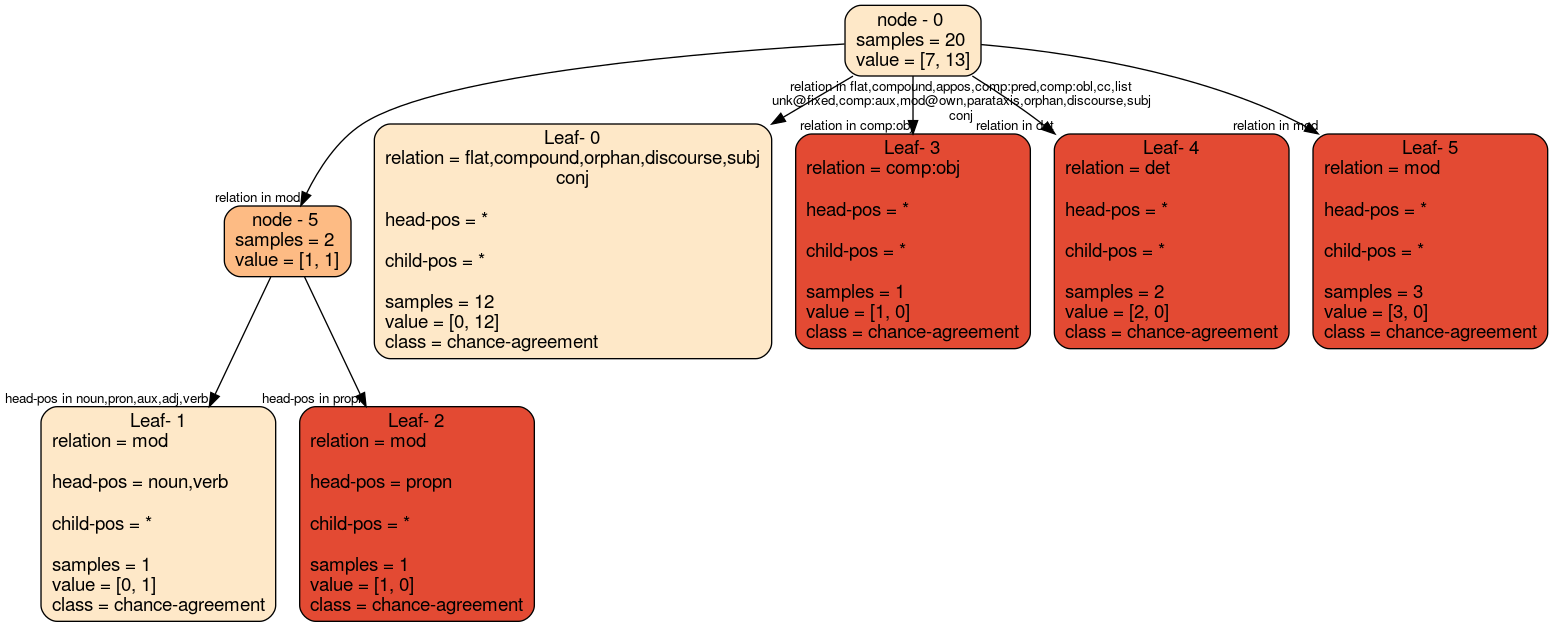 node - 0
samples = 20
value = [7, 13]
relation in flat,compound,appos,comp:pred,comp:obl,cc,list
unk@fixed,comp:aux,mod@own,parataxis,orphan,discourse,subj
conj
relation in mod
relation in comp:obj
relation in det
relation in mod
node - 5
samples = 2
value = [1, 1]
Leaf- 0
relation = flat,compound,orphan,discourse,subj
conj
head-pos = *
child-pos = *
samples = 12
value = [0, 12]
class = chance-agreement
Leaf- 3
relation = comp:obj
head-pos = *
child-pos = *
samples = 1
value = [1, 0]
class = chance-agreement
Leaf- 4
relation = det
head-pos = *
child-pos = *
samples = 2
value = [2, 0]
class = chance-agreement
Leaf- 5
relation = mod
head-pos = *
child-pos = *
samples = 3
value = [3, 0]
class = chance-agreement
head-pos in noun,pron,aux,adj,verb
head-pos in propn
Leaf- 1
relation = mod
head-pos = noun,verb
child-pos = *
samples = 1
value = [0, 1]
class = chance-agreement
Leaf- 2
relation = mod
head-pos = propn
child-pos = *
samples = 1
value = [1, 0]
class = chance-agreement